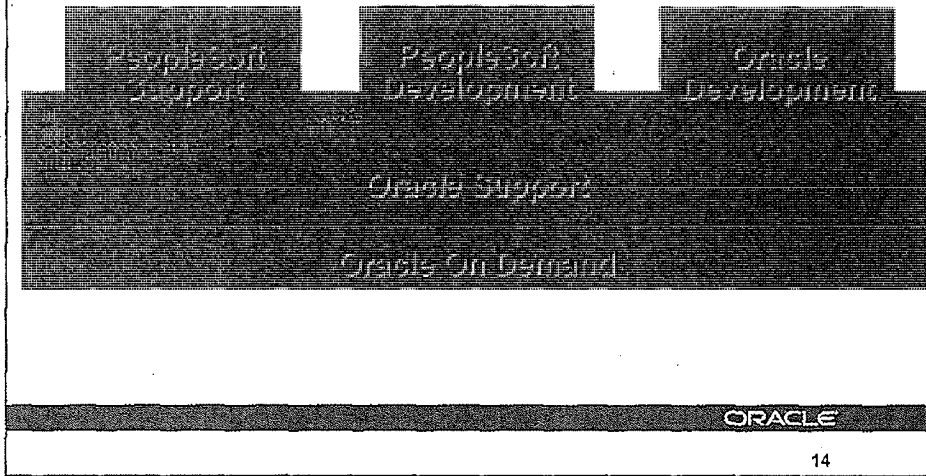 PeopleSoft
Support
PeopleSoft
Development
Oracle
Development
Oracle Support
Oracle On Demand
ORACLE
14